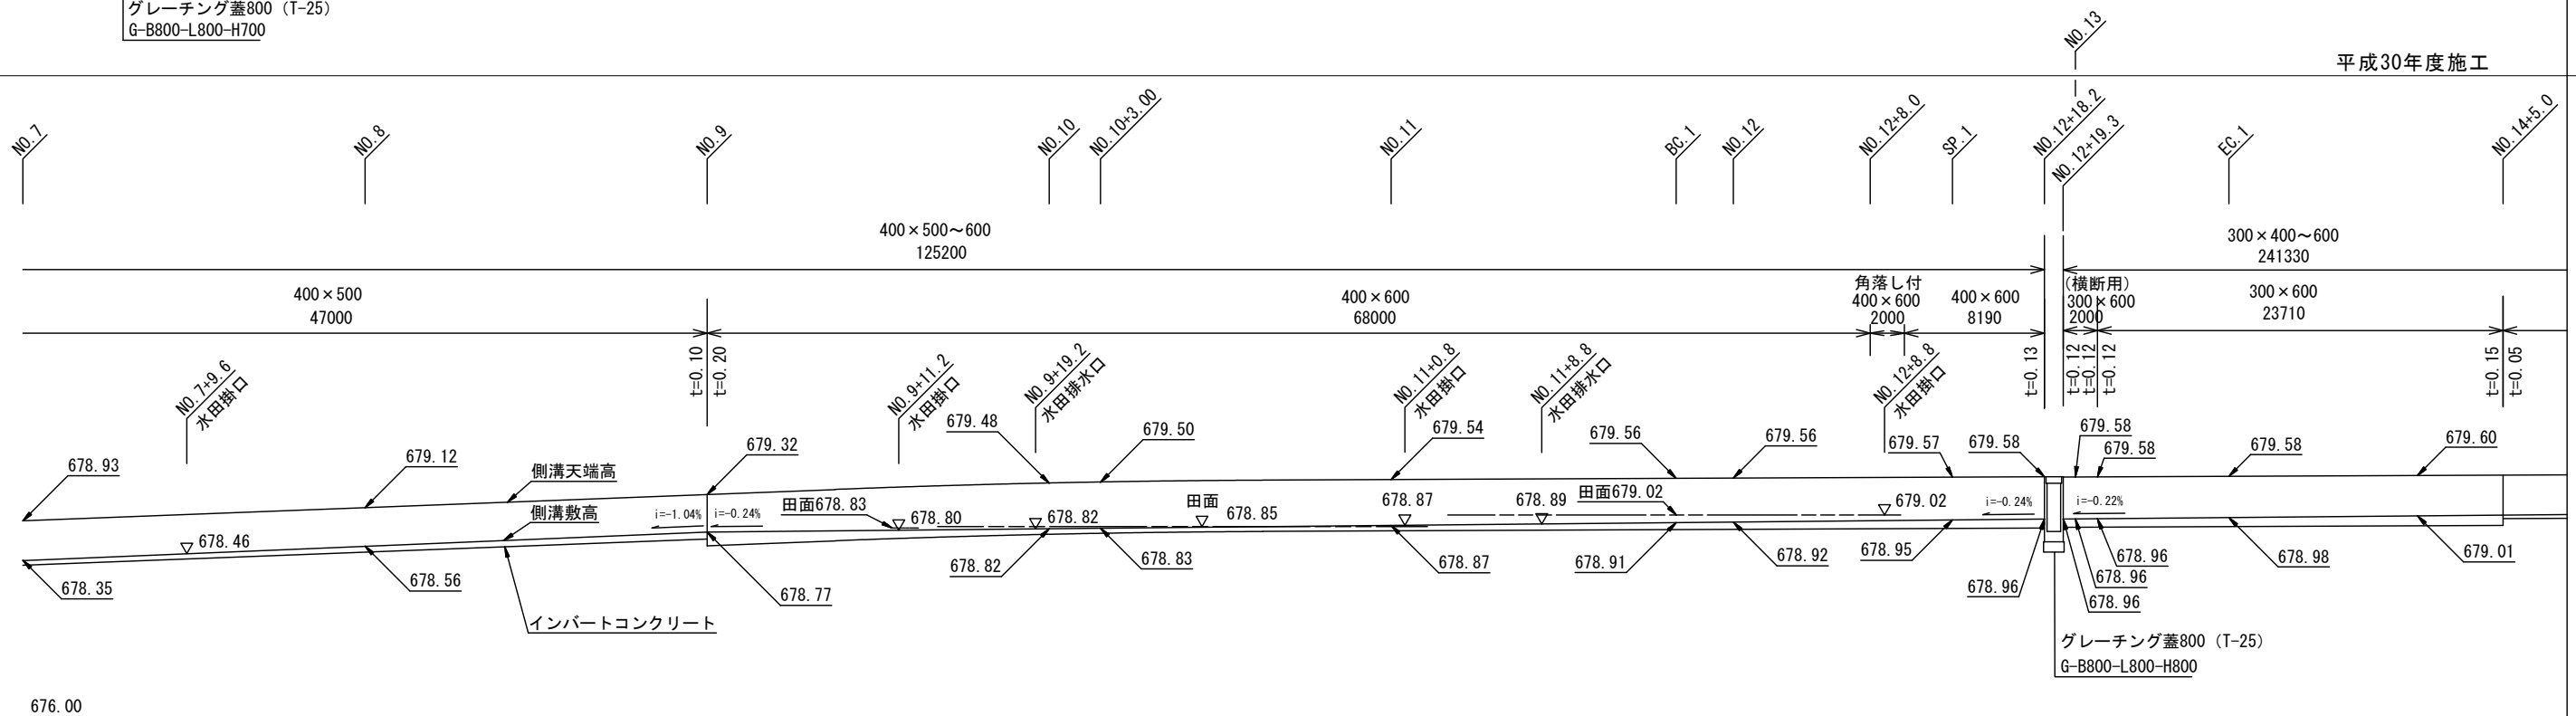 グレーチング蓋800（T-25）
G-B800-L800-H700
平成30年度施工
NO.7
NO.8
NO.9
NO.10
NO.10+3.00
NO.11
BC.1
NO.12
NO.12+8.0
SP.1
NO.12+18.2
NO.12+19.3
NO.13
EC.1
NO.14+5.0
400×500～600
125200
300×400～600
241330
400×500
47000
400×600
68000
角落し付
400×600
2000
400×600
8190
(横断用)
300×600
2000
300×600
23710
t=0.10
t=0.20
t=0.13
t=0.12
t=0.12
t=0.12
t=0.15
t=0.05
NO.7+9.6
水田掛口
NO.9+11.2
水田掛口
NO.9+19.2
水田排水口
NO.11+0.8
水田掛口
NO.11+8.8
水田排水口
NO.12+8.8
水田掛口
678.93
679.12
側溝天端高
679.32
679.48
679.50
679.54
679.56
679.56
679.57
679.58
679.58
679.58
679.58
679.60
側溝敷高
i=-1.04%
i=-0.24%
田面678.83
678.80
678.82
田面
678.85
678.87
678.89
田面679.02
679.02
i=-0.24%
i=-0.22%
678.46
678.35
678.56
678.77
678.82
678.83
678.87
678.91
678.92
678.95
678.96
678.96
678.96
678.96
678.98
679.01
インバートコンクリート
グレーチング蓋800（T-25）
G-B800-L800-H800
676.00